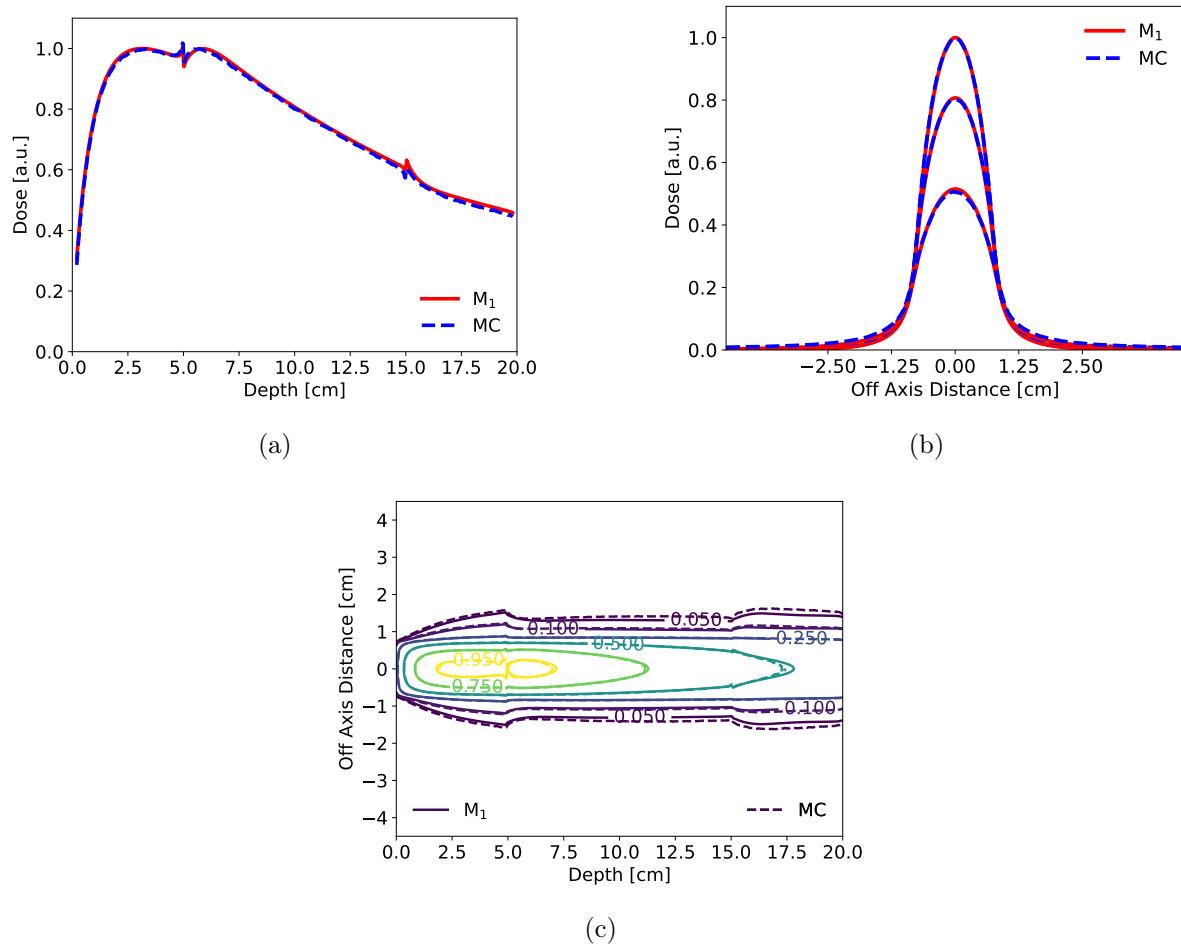 1.0
0.8
0.6
0.4
0.2
0.0
Dose [a.u.]
M₁
MC
0.0 2.5 5.0 7.5 10.0 12.5 15.0 17.5 20.0
Depth [cm]
(a)
1.0
0.8
0.6
0.4
0.2
0.0
Dose [a.u.]
M₁
MC
−2.50 −1.25 0.00 1.25 2.50
Off Axis Distance [cm]
(b)
4
3
2
1
0
−1
−2
−3
−4
Off Axis Distance [cm]
0.050
0.100
0.250
0.500
0.950
0.750
0.100
0.050
M₁ MC
0.0 2.5 5.0 7.5 10.0 12.5 15.0 17.5 20.0
Depth [cm]
(c)